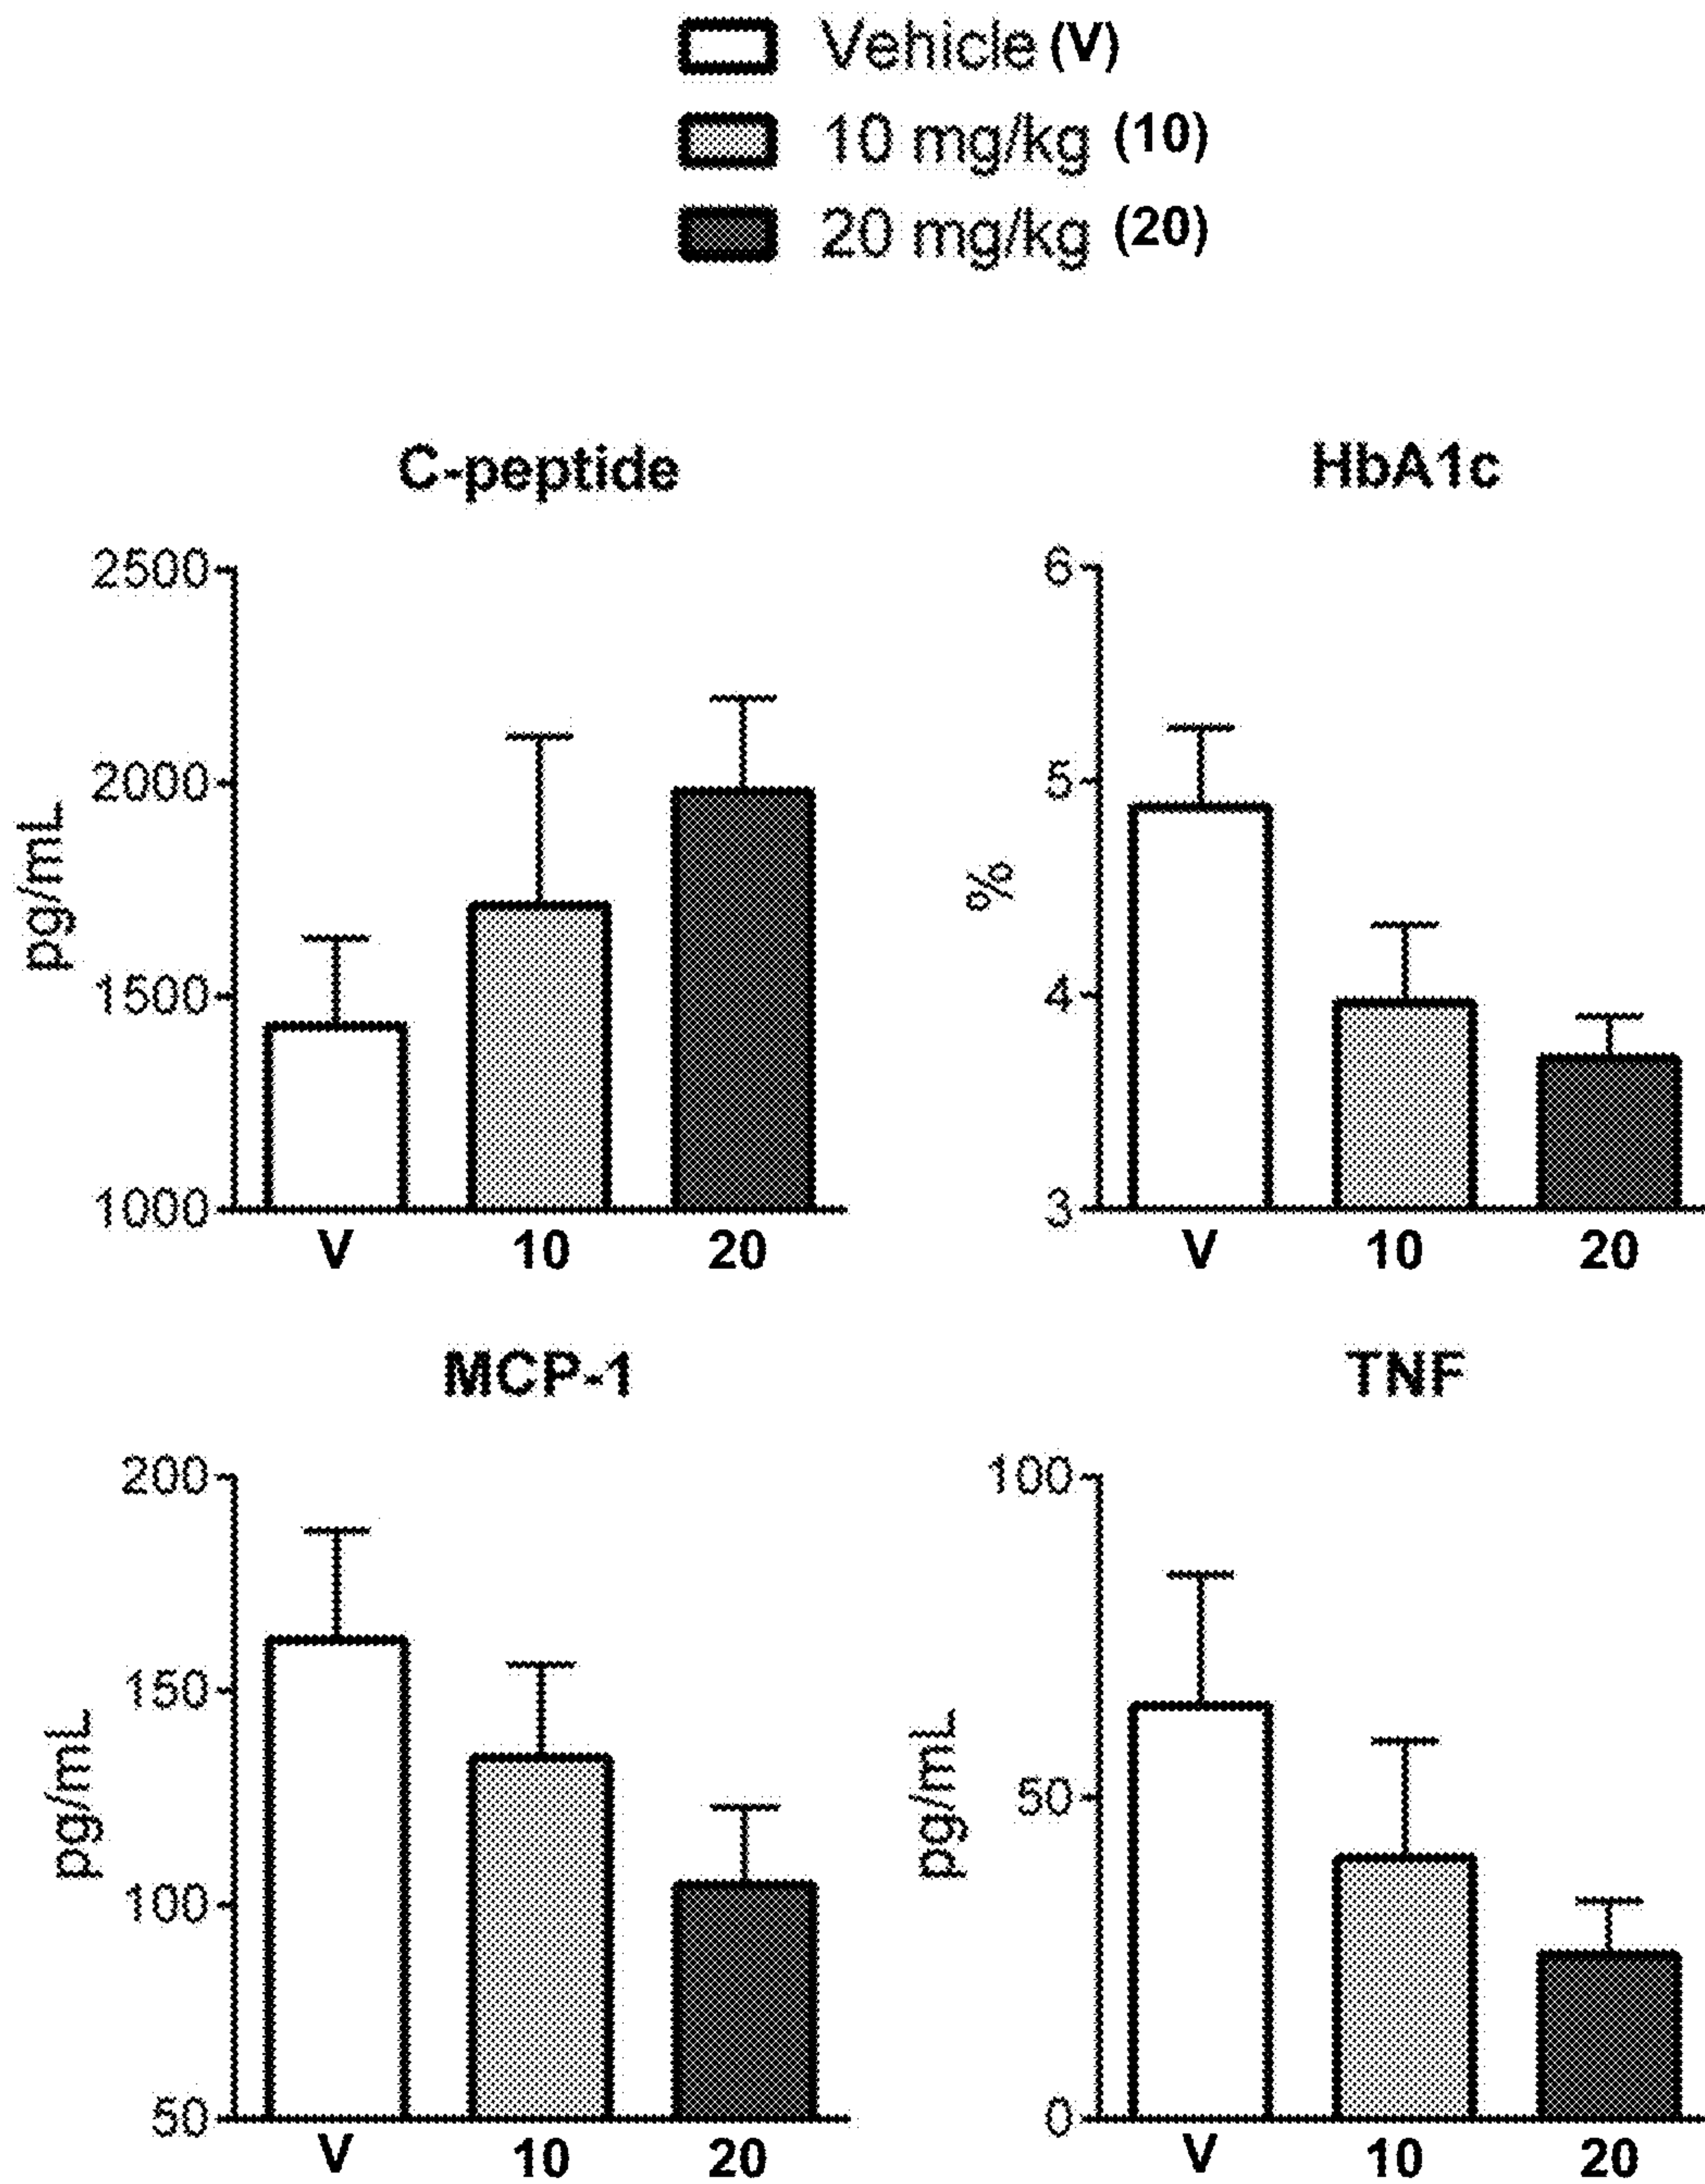 Vehicle (V)
10 mg/kg (10)
20 mg/kg (20)
C-peptide
2500
2000
1500
1000
pg/mL
V 10 20
HbA1c
6
5
4
3
%
V 10 20
MCP-1
200
150
100
50
pg/mL
V 10 20
TNF
100
50
0
pg/mL
V 10 20